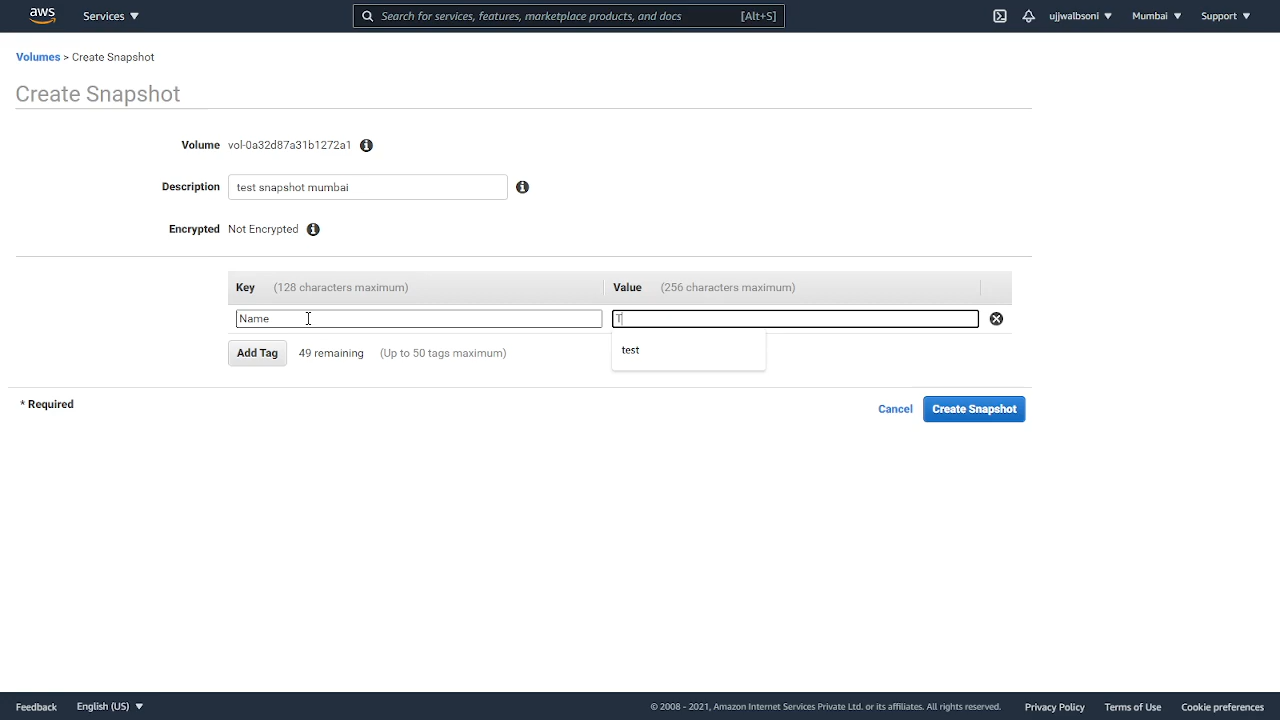 aws Services Search for services, features, marketplace products, and docs [Alt+S] ujjwalbsoni Mumbai Support
Volumes > Create Snapshot
Create Snapshot
Volume vol-0a32d87a31b1272a1
Description test snapshot mumbai
Encrypted Not Encrypted
Key (128 characters maximum) Value (256 characters maximum)
Name T
Add Tag 49 remaining (Up to 50 tags maximum) test
* Required Cancel Create Snapshot
Feedback English (US) © 2008 - 2021, Amazon Internet Services Private Ltd. or its affiliates. All rights reserved. Privacy Policy Terms of Use Cookie preferences